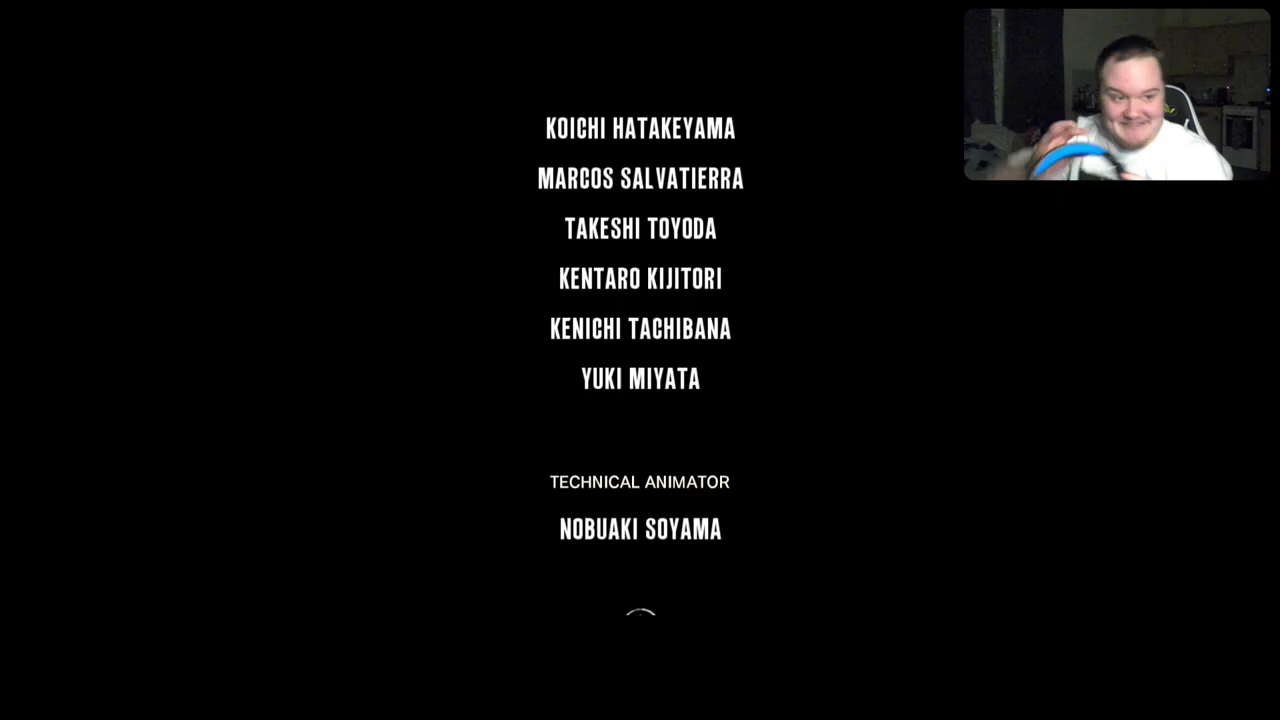 KOICHI HATAKEYAMA
MARCOS SALVATIERRA
TAKESHI TOYODA
KENTARO KIJITORI
KENICHI TACHIBANA
YUKI MIYATA
TECHNICAL ANIMATOR
NOBUAKI SOYAMA